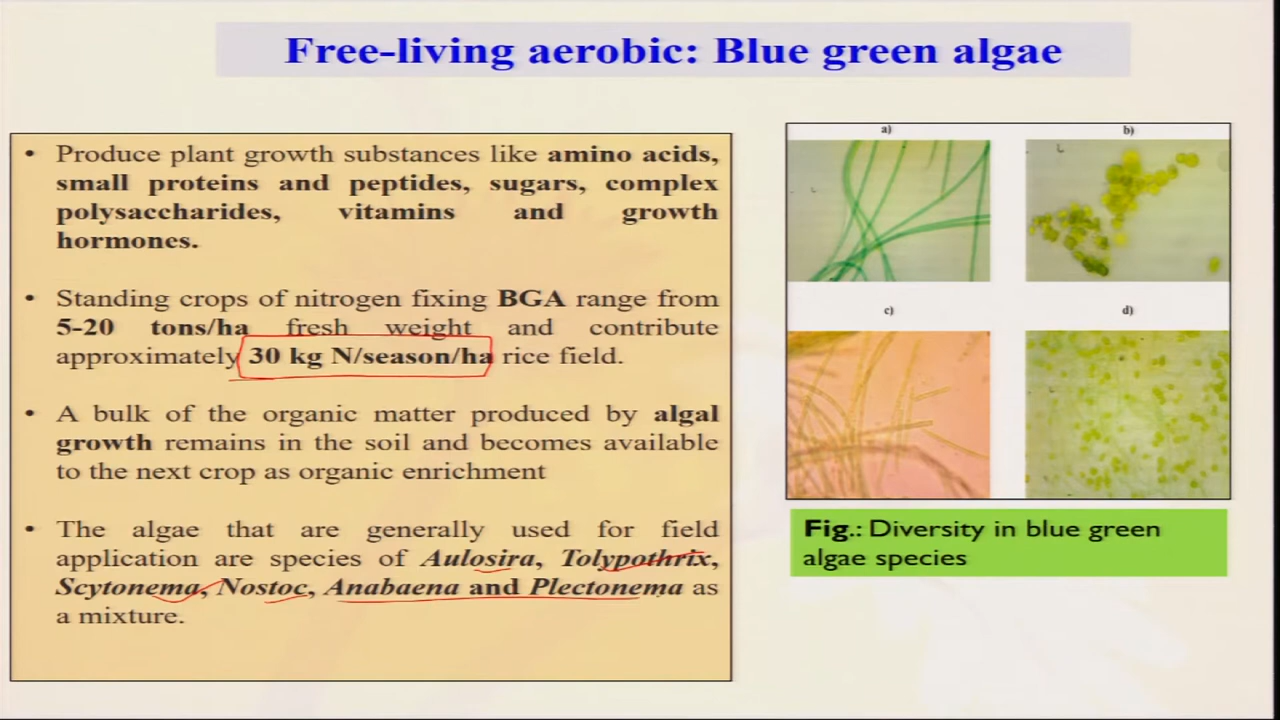 Free-living aerobic: Blue green algae
• Produce plant growth substances like amino acids,
small proteins and peptides, sugars, complex
polysaccharides, vitamins and growth
hormones.
• Standing crops of nitrogen fixing BGA range from
5-20 tons/ha fresh weight and contribute
approximately 30 kg N/season/ha rice field.
• A bulk of the organic matter produced by algal
growth remains in the soil and becomes available
to the next crop as organic enrichment
• The algae that are generally used for field
application are species of Aulosira, Tolypothrix,
Scytonema, Nostoc, Anabaena and Plectonema as
a mixture.
a)
b)
c)
d)
Fig.: Diversity in blue green
algae species